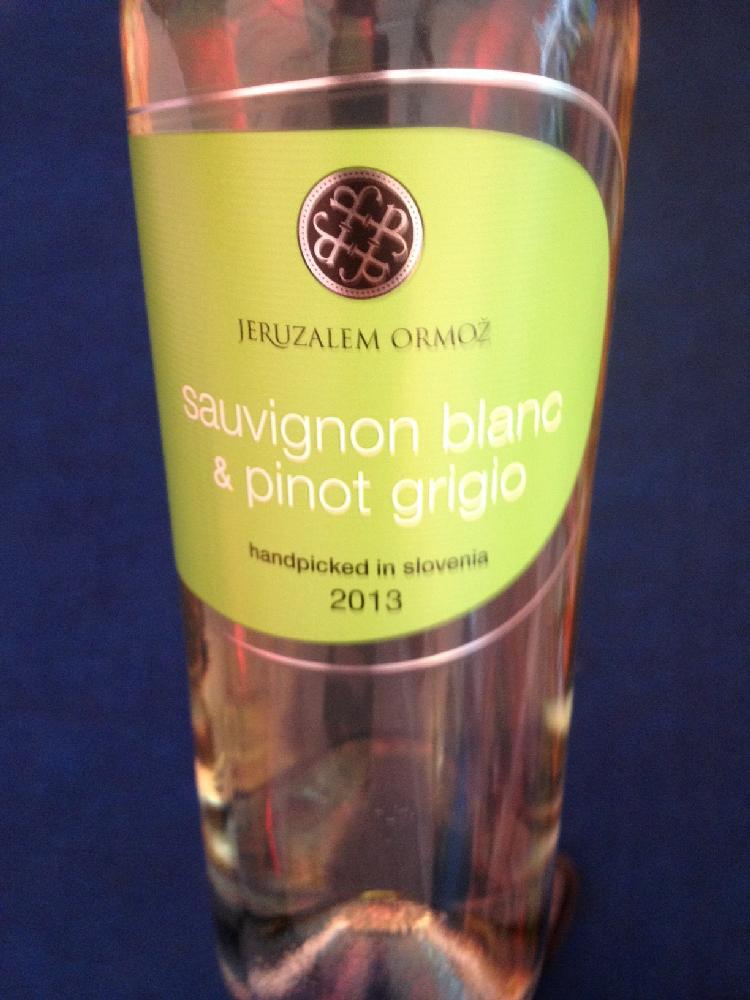 JERUZALEM ORMOŽ
sauvignon blanc
& pinot grigio
handpicked in slovenia
2013